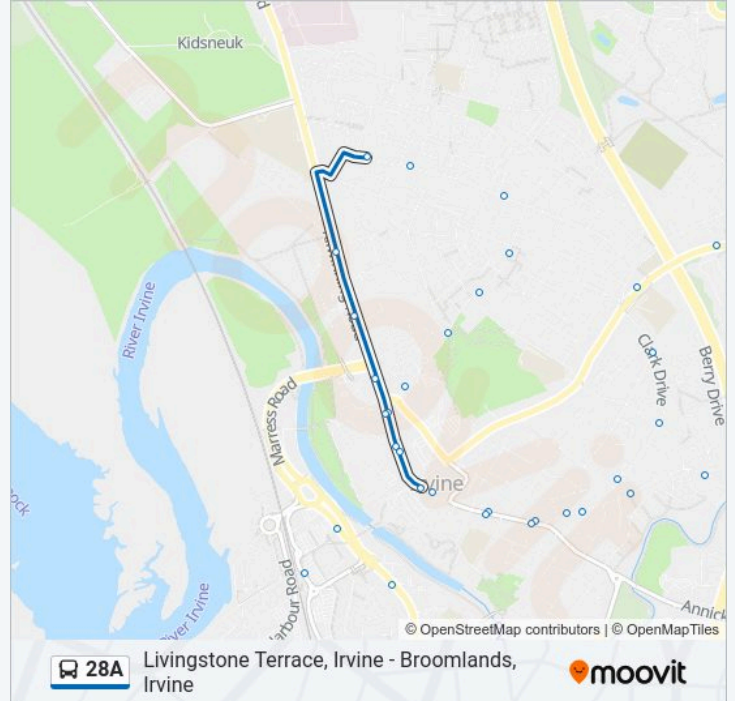 Kidsneuk
River Irvine
Marress Road
Clark Drive
Berry Drive
Irvine
River Irvine
Harbour Road
Annick
© OpenStreetMap contributors | © OpenMapTiles
28A
Livingstone Terrace, Irvine - Broomlands,
Irvine
moovit